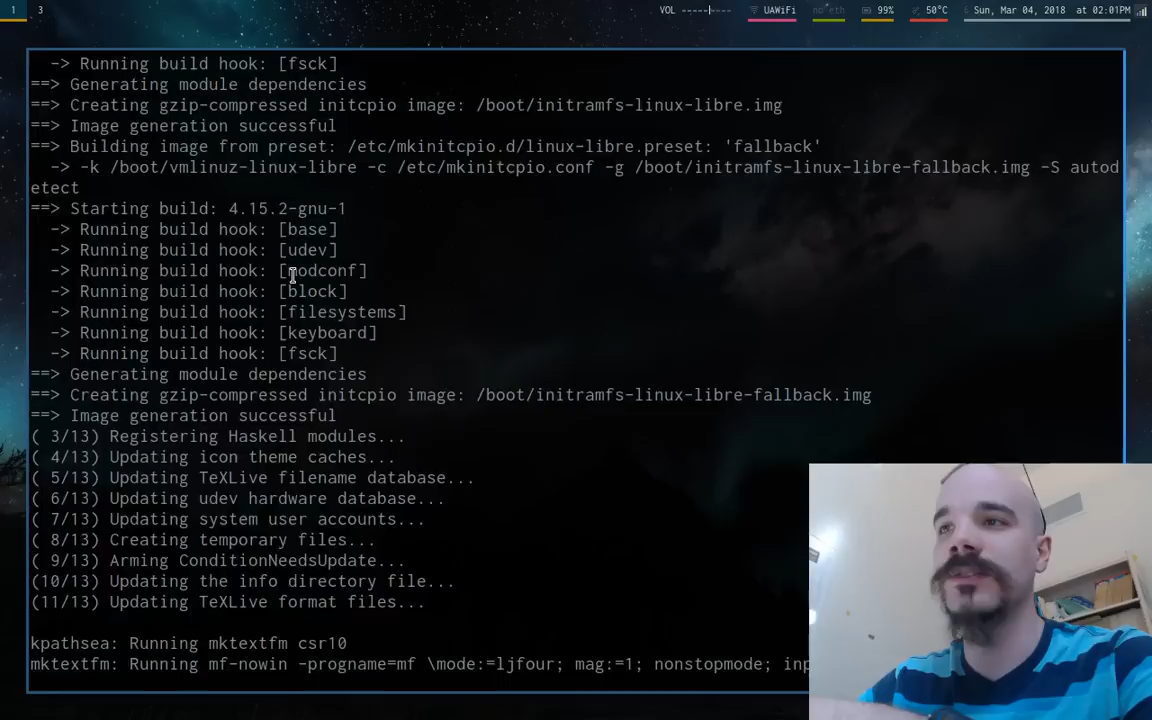 1 3 VOL UAWiFi no eth 99% 50°C Sun, Mar 04, 2018 at 02:01PM
-> Running build hook: [fsck]
==> Generating module dependencies
==> Creating gzip-compressed initcpio image: /boot/initramfs-linux-libre.img
==> Image generation successful
==> Building image from preset: /etc/mkinitcpio.d/linux-libre.preset: 'fallback'
-> -k /boot/vmlinuz-linux-libre -c /etc/mkinitcpio.conf -g /boot/initramfs-linux-libre-fallback.img -S autod
etect
==> Starting build: 4.15.2-gnu-1
-> Running build hook: [base]
-> Running build hook: [udev]
-> Running build hook: [modconf]
-> Running build hook: [block]
-> Running build hook: [filesystems]
-> Running build hook: [keyboard]
-> Running build hook: [fsck]
==> Generating module dependencies
==> Creating gzip-compressed initcpio image: /boot/initramfs-linux-libre-fallback.img
==> Image generation successful
( 3/13) Registering Haskell modules...
( 4/13) Updating icon theme caches...
( 5/13) Updating TeXLive filename database...
( 6/13) Updating udev hardware database...
( 7/13) Updating system user accounts...
( 8/13) Creating temporary files...
( 9/13) Arming ConditionNeedsUpdate...
(10/13) Updating the info directory file...
(11/13) Updating TeXLive format files...
kpathsea: Running mktextfm csr10
mktextfm: Running mf-nowin -progname=mf \mode:=ljfour; mag:=1; nonstopmode; inp